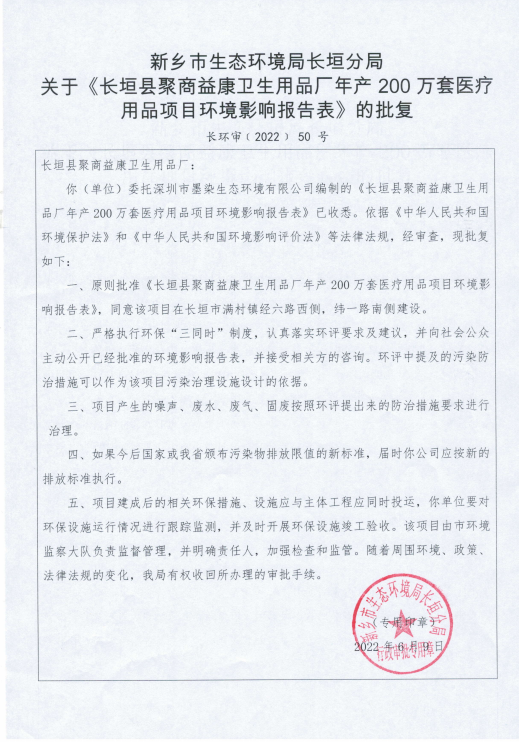 新乡市生态环境局长垣分局
关于《长垣县聚商益康卫生用品厂年产 200 万套医疗
用品项目环境影响报告表》的批复
长环审﹝2022﹞50 号
长垣县聚商益康卫生用品厂：
你（单位）委托深圳市墨染生态环境有限公司编制的《长垣县聚商益康卫生用
品厂年产 200 万套医疗用品项目环境影响报告表》已收悉。依据《中华人民共和国
环境保护法》和《中华人民共和国环境影响评价法》等法律法规，经审查，现批复
如下：
一、原则批准《长垣县聚商益康卫生用品厂年产 200 万套医疗用品项目环境影
响报告表》，同意该项目在长垣市满村镇经六路西侧，纬一路南侧建设。
二、严格执行环保“三同时”制度，认真落实环评要求及建议，并向社会公众
主动公开已经批准的环境影响报告表，并接受相关方的咨询。环评中提及的污染防
治措施可以作为该项目污染治理设施设计的依据。
三、项目产生的噪声、废水、废气、固废按照环评提出来的防治措施要求进行
治理。
四、如果今后国家或我省颁布污染物排放限值的新标准，届时你公司应按新的
排放标准执行。
五、项目建成后的相关环保措施、设施应与主体工程应同时投运，你单位要对
环保设施运行情况进行跟踪监测，并及时开展环保设施竣工验收。该项目由市环境
监察大队负责监督管理，并明确责任人，加强检查和监管。随着周围环境、政策、
法律法规的变化，我局有权收回所办理的审批手续。
新乡市生态环境局长垣分局
（专用印章）
行政审批专用章
2022 年 6 月 9 日